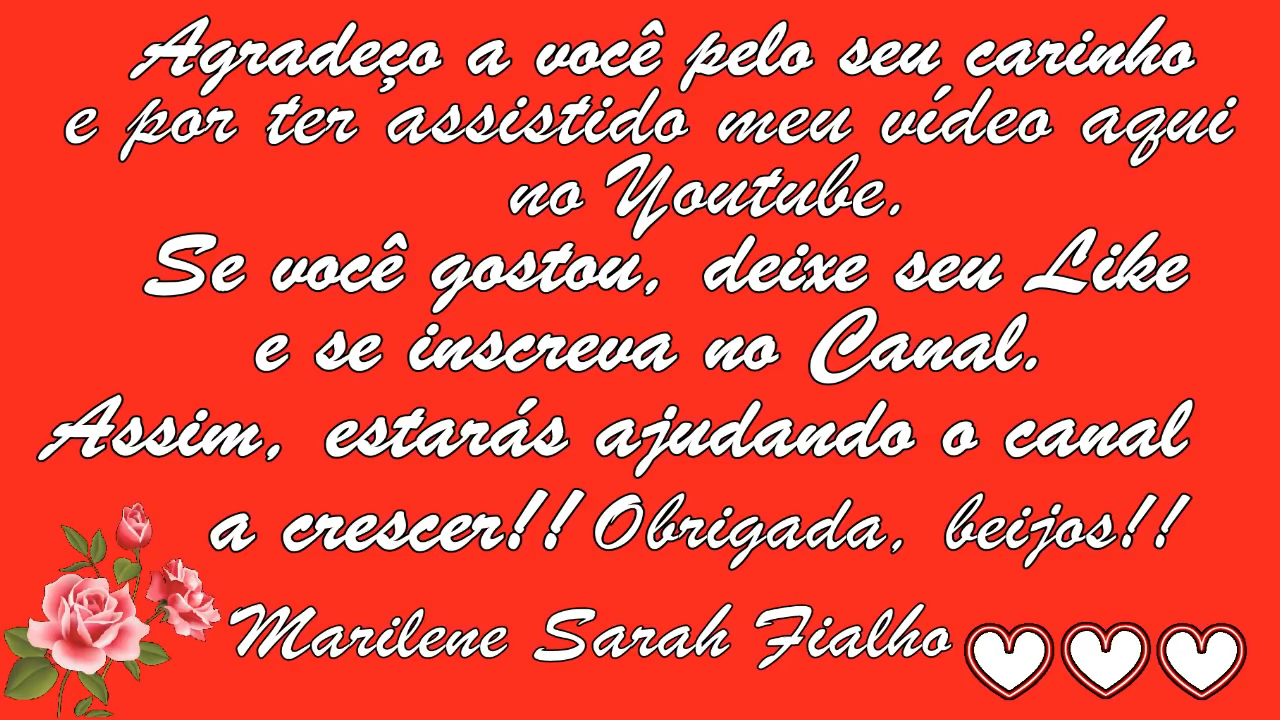 Agradeço a você pelo seu carinho
e por ter assistido meu vídeo aqui
no Youtube.
Se você gostou, deixe seu Like
e se inscreva no Canal.
Assim, estarás ajudando o canal
a crescer!! Obrigada, beijos!!
Marilene Sarah Fialho